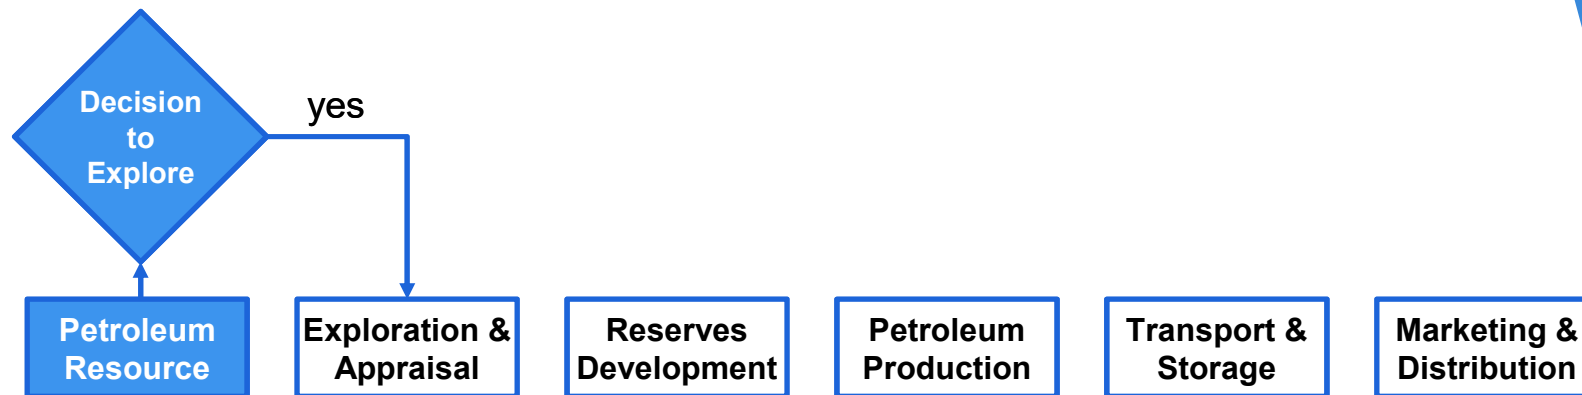 Decision
to
Explore
yes
Petroleum
Resource
Exploration &
Appraisal
Reserves
Development
Petroleum
Production
Transport &
Storage
Marketing &
Distribution